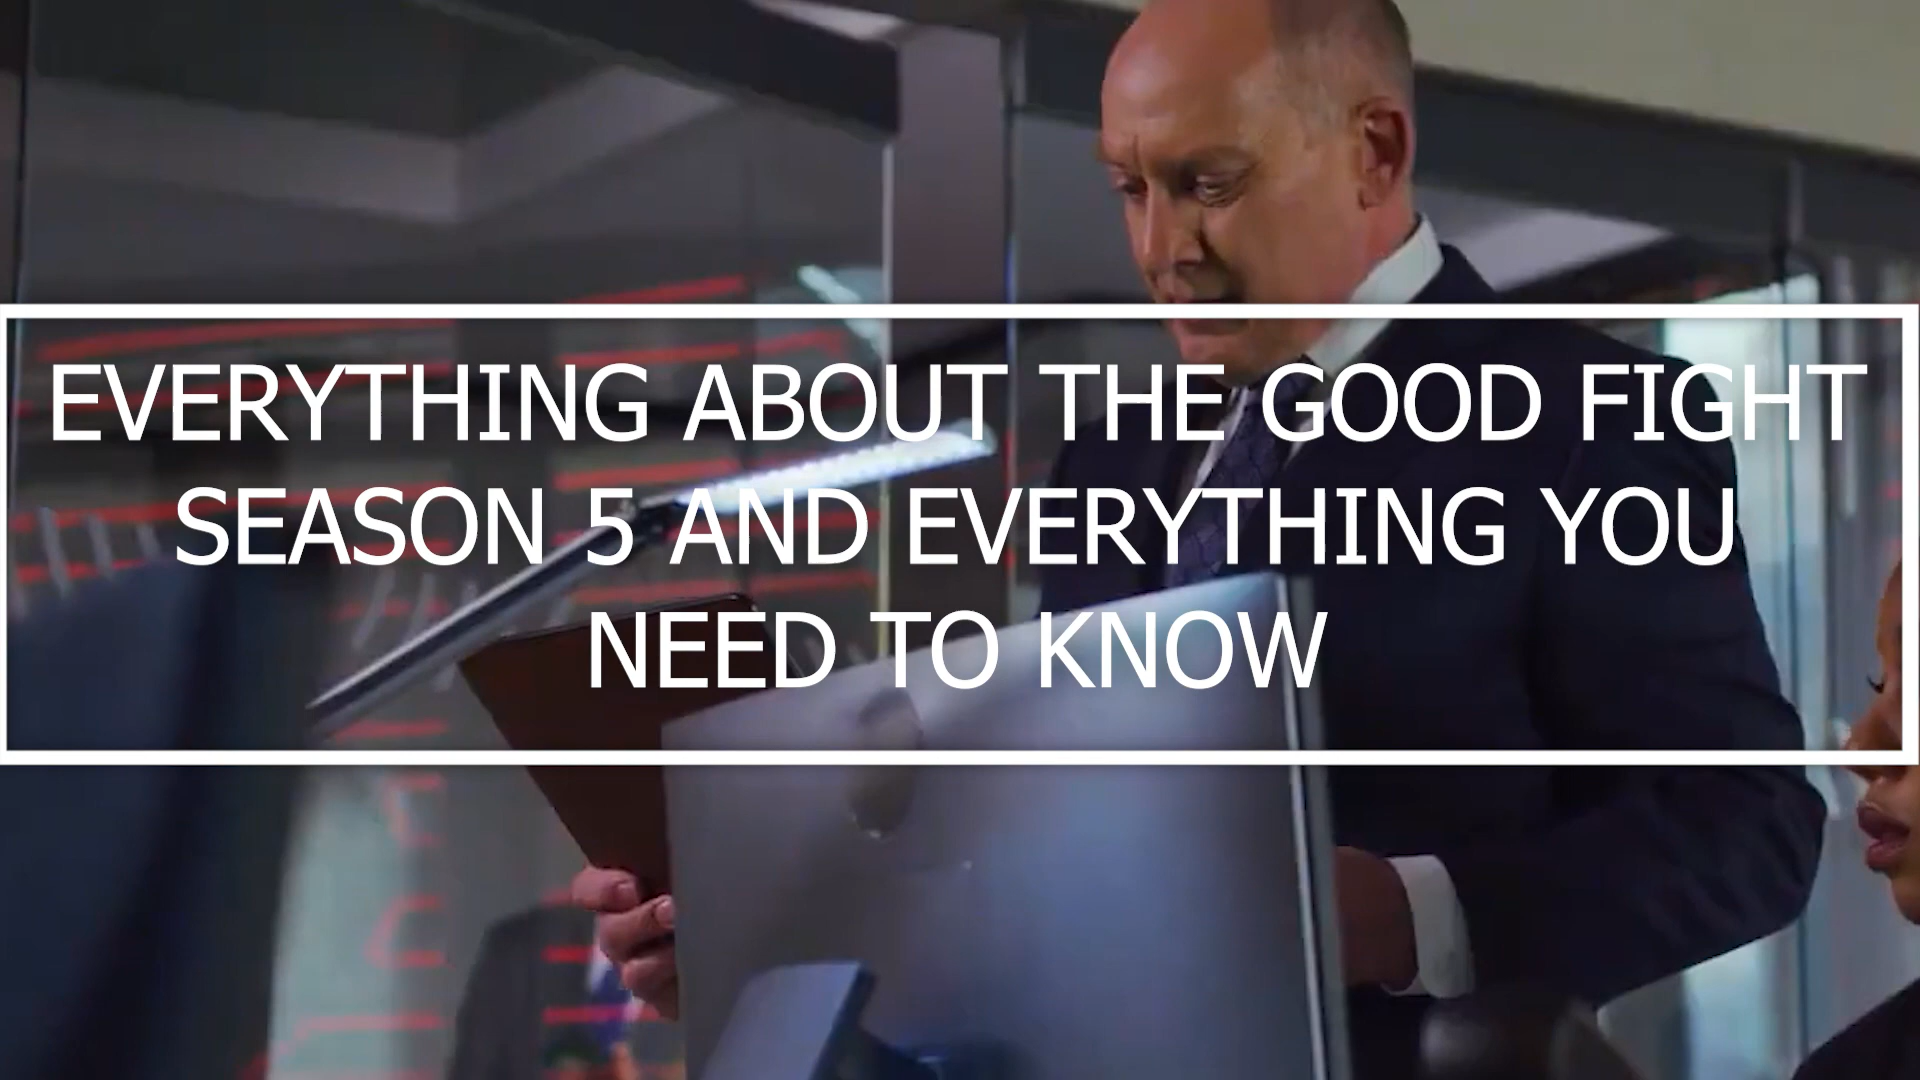 EVERYTHING ABOUT THE GOOD FIGHT
SEASON 5 AND EVERYTHING YOU
NEED TO KNOW